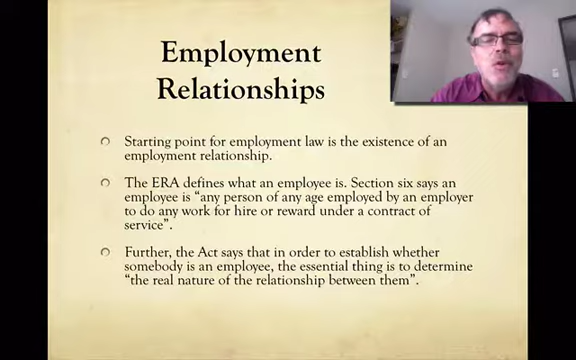 Employment
Relationships
Starting point for employment law is the existence of an
employment relationship.
The ERA defines what an employee is. Section six says an
employee is “any person of any age employed by an employer
to do any work for hire or reward under a contract of
service”.
Further, the Act says that in order to establish whether
somebody is an employee, the essential thing is to determine
“the real nature of the relationship between them”.